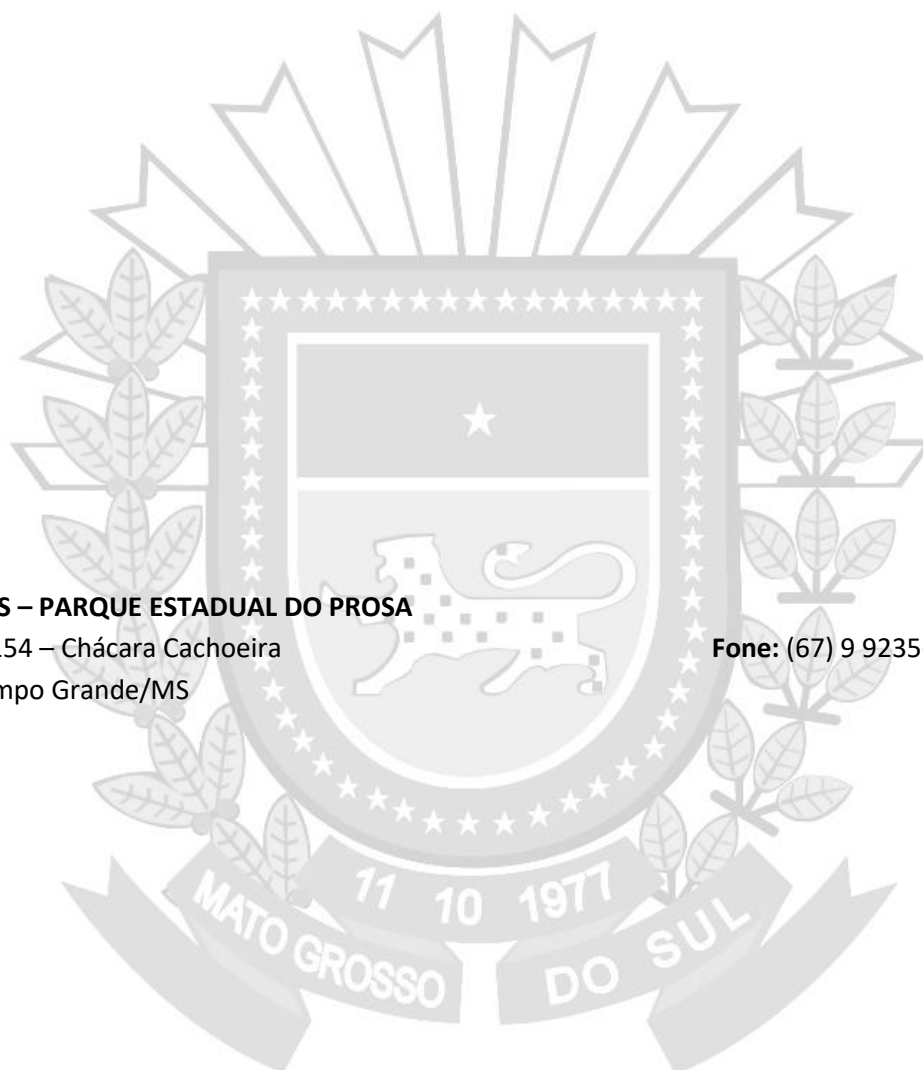 S – PARQUE ESTADUAL DO PROSA
154 – Chácara Cachoeira
Fone: (67) 9 9235
mpo Grande/MS
11 10 1977
MATO GROSSO DO SUL